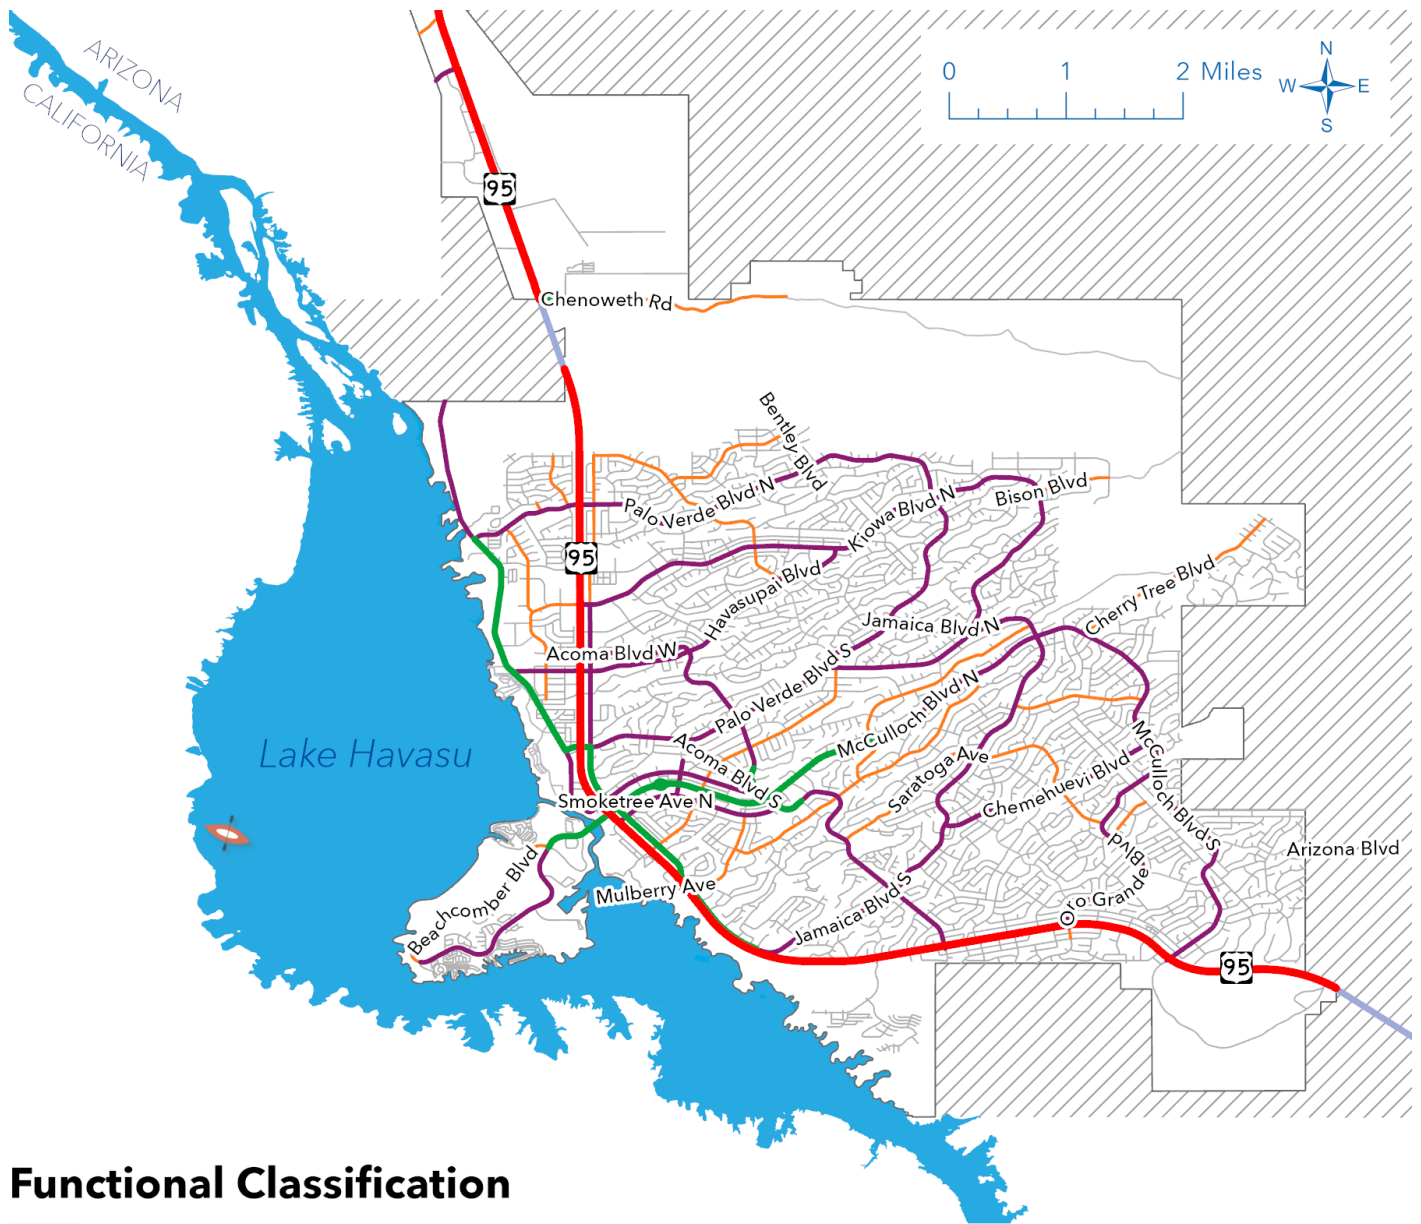 ARIZONA
CALIFORNIA
0 1 2 Miles
N
W E
S
95
Chenoweth Rd
Bentley Blvd
Palo Verde Blvd N
Kiowa Blvd N
Bison Blvd
95
Havasupai Blvd
Cherry Tree Blvd
Jamaica Blvd N
Acoma Blvd W
Palo Verde Blvd S
McCulloch Blvd N
Lake Havasu
Acoma Blvd S
Saratoga Ave
McCulloch Blvd S
Chemehuevi Blvd
Smoketree Ave N
Arizona Blvd
Beachcomber Blvd
Mulberry Ave
Oro Grande Blvd
Jamaica Blvd S
95
Functional Classification